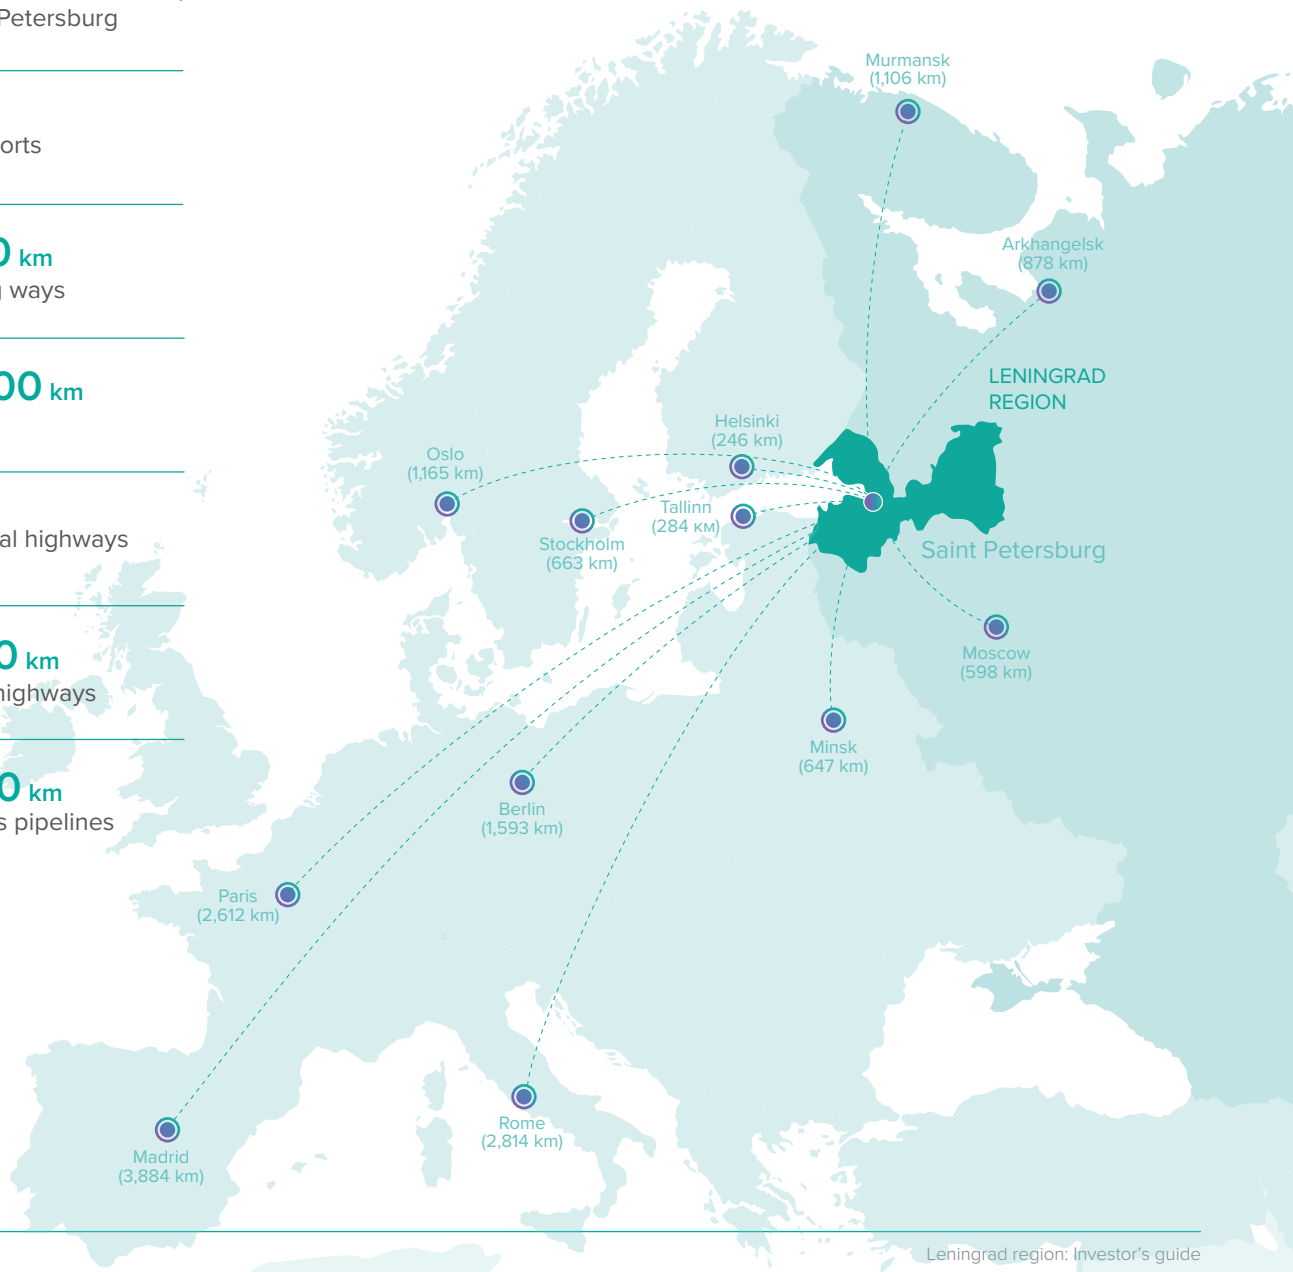 Petersburg
orts
0 km
g ways
00 km
al highways
0 km
highways
0 km
s pipelines
Murmansk
(1,106 km)
Arkhangelsk
(878 km)
LENINGRAD
REGION
Helsinki
(246 km)
Oslo
(1,165 km)
Tallinn
(284 км)
Stockholm
(663 km)
Saint Petersburg
Moscow
(598 km)
Minsk
(647 km)
Berlin
(1,593 km)
Paris
(2,612 km)
Rome
(2,814 km)
Madrid
(3,884 km)
Leningrad region: Investor’s guide